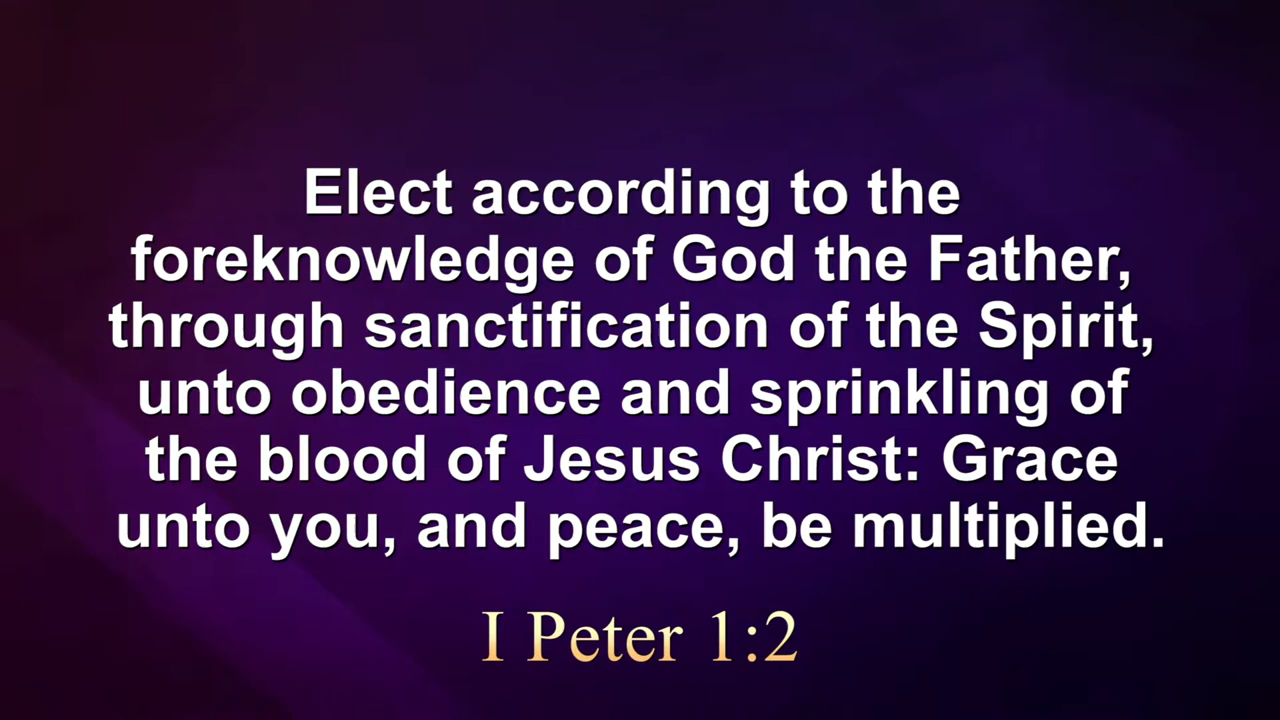 Elect according to the
foreknowledge of God the Father,
through sanctification of the Spirit,
unto obedience and sprinkling of
the blood of Jesus Christ: Grace
unto you, and peace, be multiplied.
I Peter 1:2